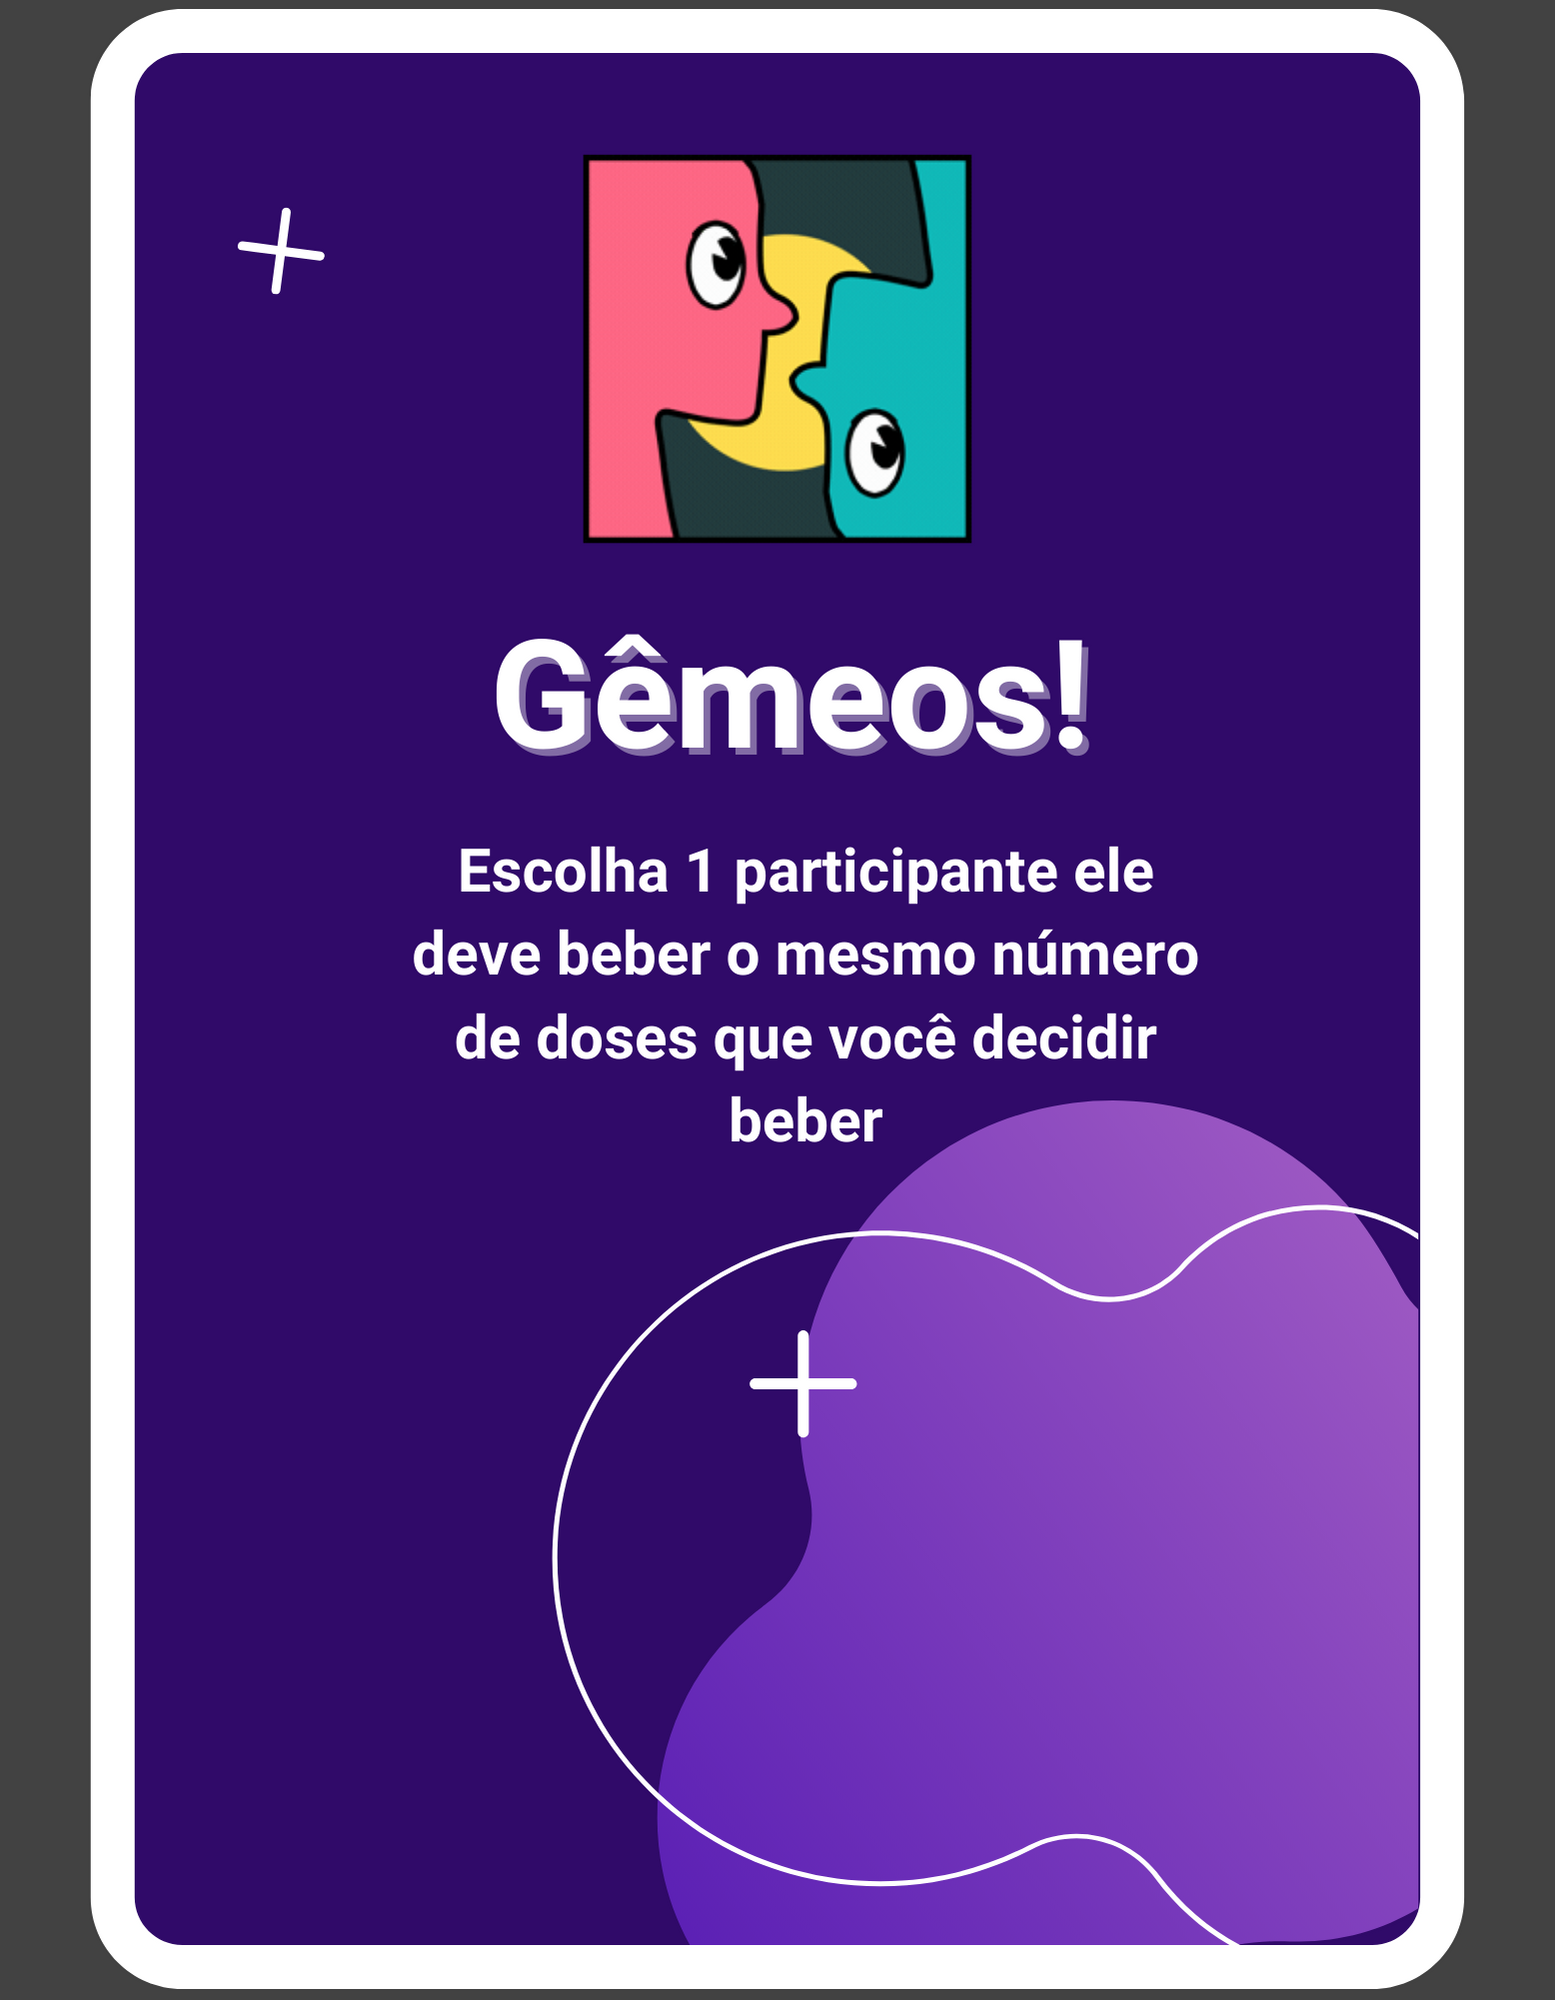 Gêmeos!
Escolha 1 participante ele
deve beber o mesmo número
de doses que você decidir
beber